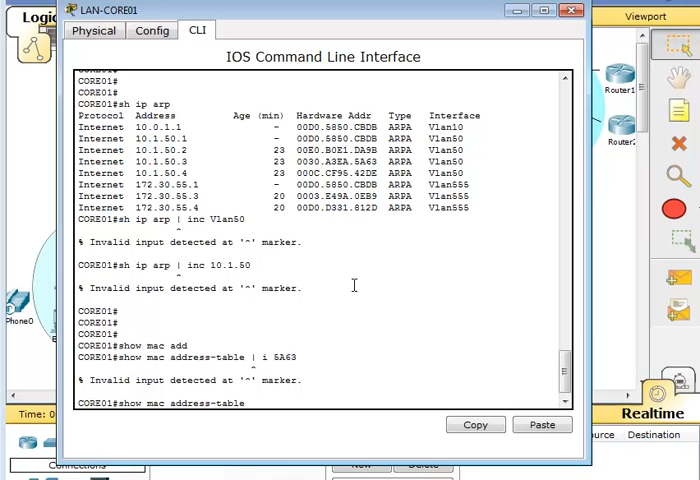 LAN-CORE01
Logic
Viewport
Physical
Config
CLI
IOS Command Line Interface
CORE01#
CORE01#
CORE01#
CORE01#sh ip arp
Protocol Address Age (min) Hardware Addr Type Interface
Internet 10.0.1.1 - 00D0.5850.CBDB ARPA Vlan10
Internet 10.1.50.1 - 00D0.5850.CBDB ARPA Vlan50
Internet 10.1.50.2 23 00E0.B0E1.DA9B ARPA Vlan50
Internet 10.1.50.3 23 0030.A3EA.5A63 ARPA Vlan50
Internet 10.1.50.4 23 000C.CF95.42DE ARPA Vlan50
Internet 172.30.55.1 - 00D0.5850.CBDB ARPA Vlan555
Internet 172.30.55.3 20 0003.E49A.0EB9 ARPA Vlan555
Internet 172.30.55.4 20 00D0.D331.812D ARPA Vlan555
CORE01#sh ip arp | inc Vlan50
^
% Invalid input detected at '^' marker.
CORE01#sh ip arp | inc 10.1.50
^
% Invalid input detected at '^' marker.
CORE01#
CORE01#
CORE01#
CORE01#show mac add
CORE01#show mac address-table | i 5A63
^
% Invalid input detected at '^' marker.
CORE01#show mac address-table
Copy
Paste
Router1
Router2
Phone0
Time: 0
Realtime
Connections
New
Delete
ource
Destination